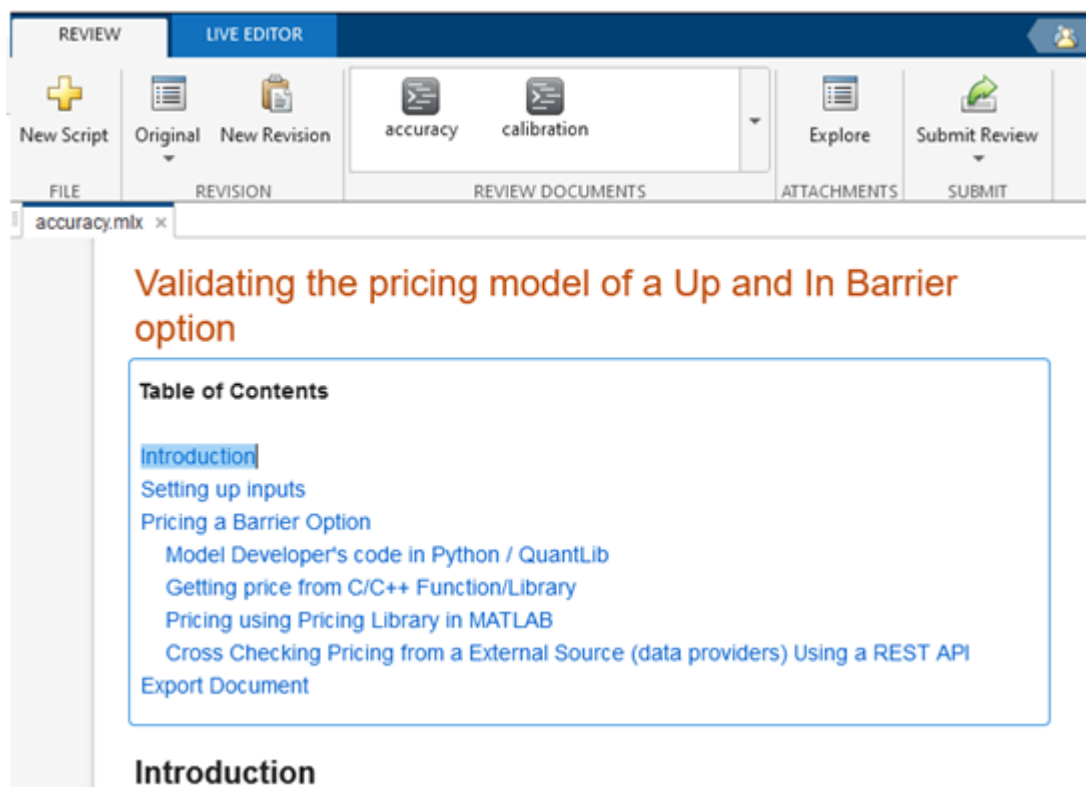 REVIEW LIVE EDITOR
New Script Original New Revision accuracy calibration Explore Submit Review
FILE REVISION REVIEW DOCUMENTS ATTACHMENTS SUBMIT
accuracy.mlx ×
Validating the pricing model of a Up and In Barrier
option
Table of Contents
Introduction
Setting up inputs
Pricing a Barrier Option
Model Developer's code in Python / QuantLib
Getting price from C/C++ Function/Library
Pricing using Pricing Library in MATLAB
Cross Checking Pricing from a External Source (data providers) Using a REST API
Export Document
Introduction